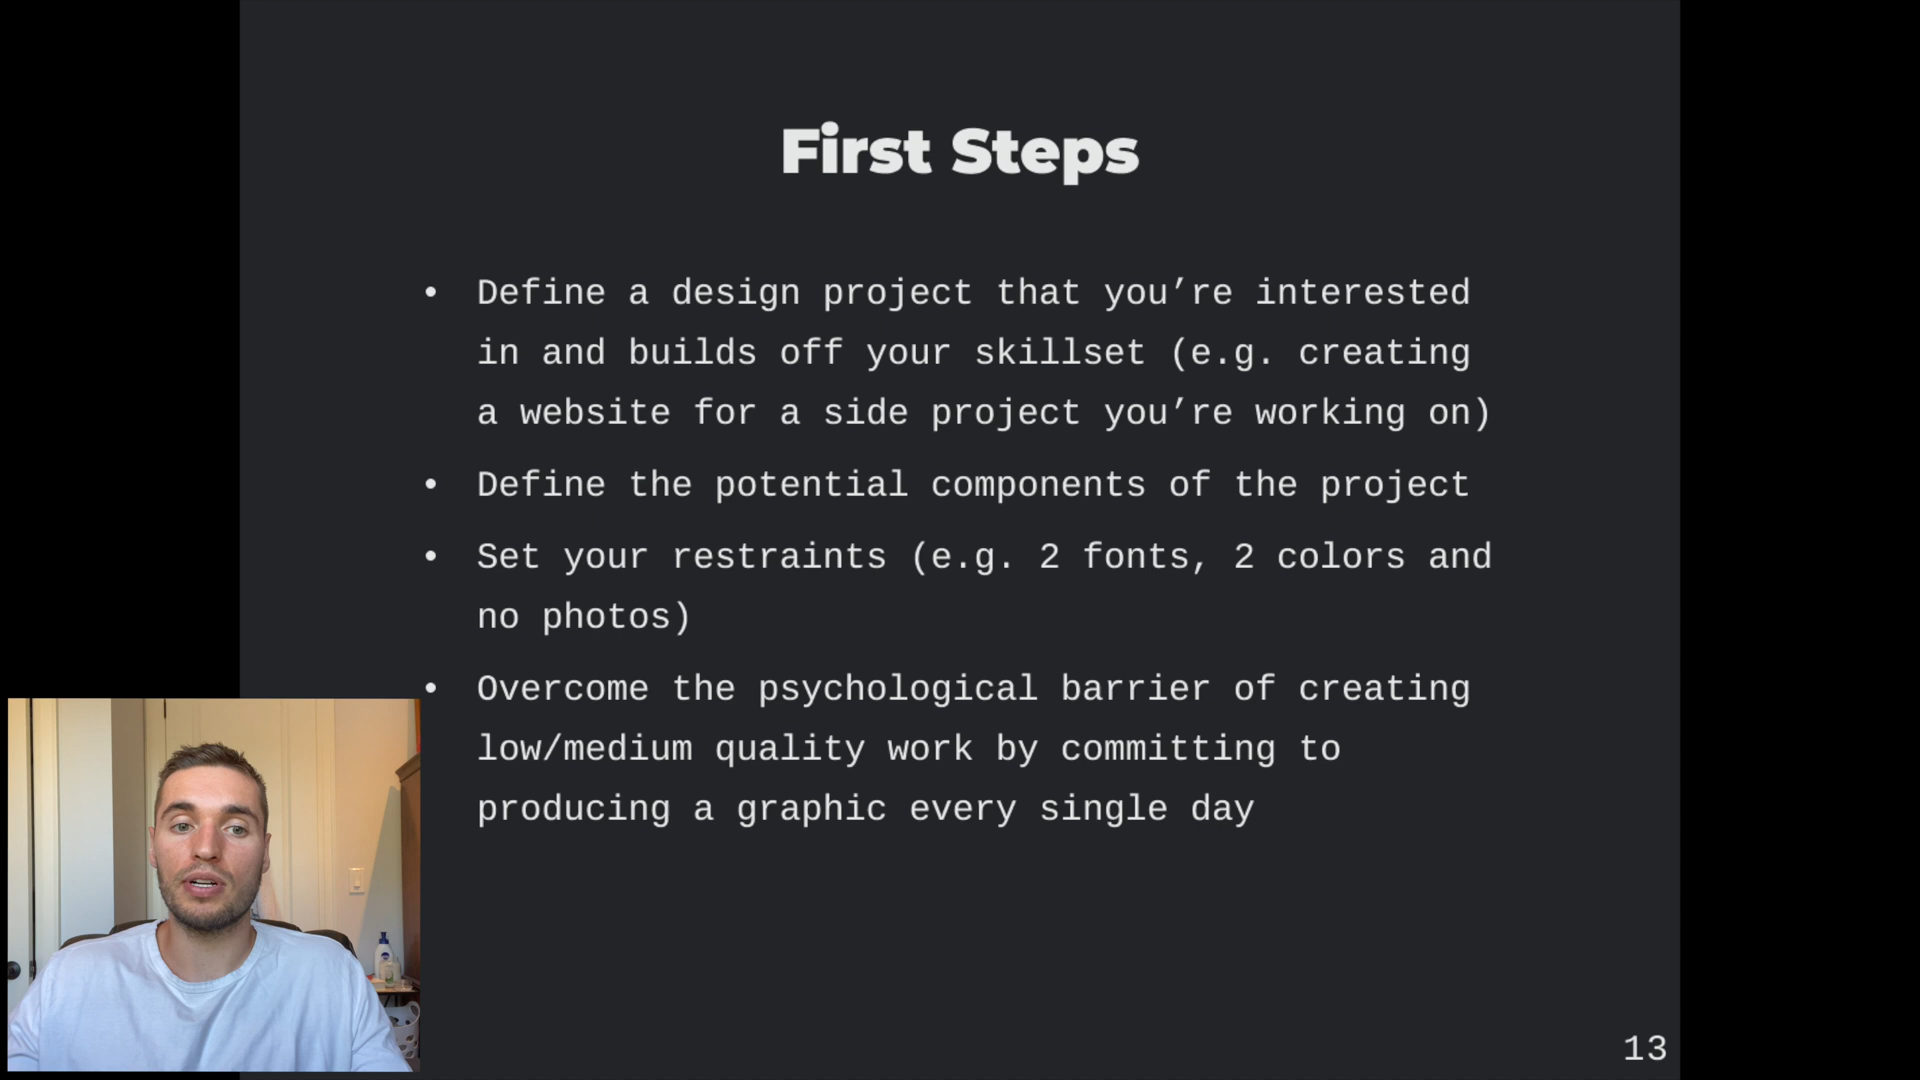 First Steps
• Define a design project that you’re interested
in and builds off your skillset (e.g. creating
a website for a side project you’re working on)
• Define the potential components of the project
• Set your restraints (e.g. 2 fonts, 2 colors and
no photos)
• Overcome the psychological barrier of creating
low/medium quality work by committing to
producing a graphic every single day
13